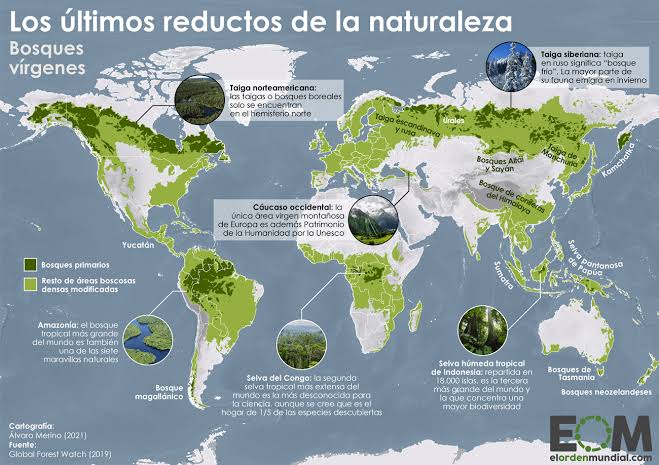 Los últimos reductos de la naturaleza
Bosques
vírgenes
Taiga siberiana: taiga
en ruso significa “bosque
frío”. La mayor parte de
su fauna emigra en invierno
Taiga norteamericana:
las taigas o bosques boreales
solo se encuentran
en el hemisferio norte
Taiga escandinava
y rusa
Urales
Taiga de
Manchuria
Kamchatka
Bosques Altái
y Sayán
Bosque de coníferas
del Himalaya
Cáucaso occidental: la
única área virgen montañosa
de Europa es además Patrimonio
de la Humanidad por la Unesco
Yucatán
Bosques primarios
Resto de áreas boscosas
densas modificadas
Selva pantanosa
de Papúa
Sumatra
Amazonía: el bosque
tropical más grande
del mundo es también
una de las siete
maravillas naturales
Bosque
magallánico
Selva del Congo: la segunda
selva tropical más extensa del
mundo es la más desconocida para
la ciencia, aunque se cree que es el
hogar de 1/5 de las especies descubiertas
Selva húmeda tropical
de Indonesia: repartida en
18.000 islas, es la tercera
más grande del mundo y
la que concentra una
mayor biodiversidad
Bosques de
Tasmania
Bosques neozelandeses
Cartografía:
Álvaro Merino (2021)
Fuente:
Global Forest Watch (2019)
EOM
elordenmundial.com